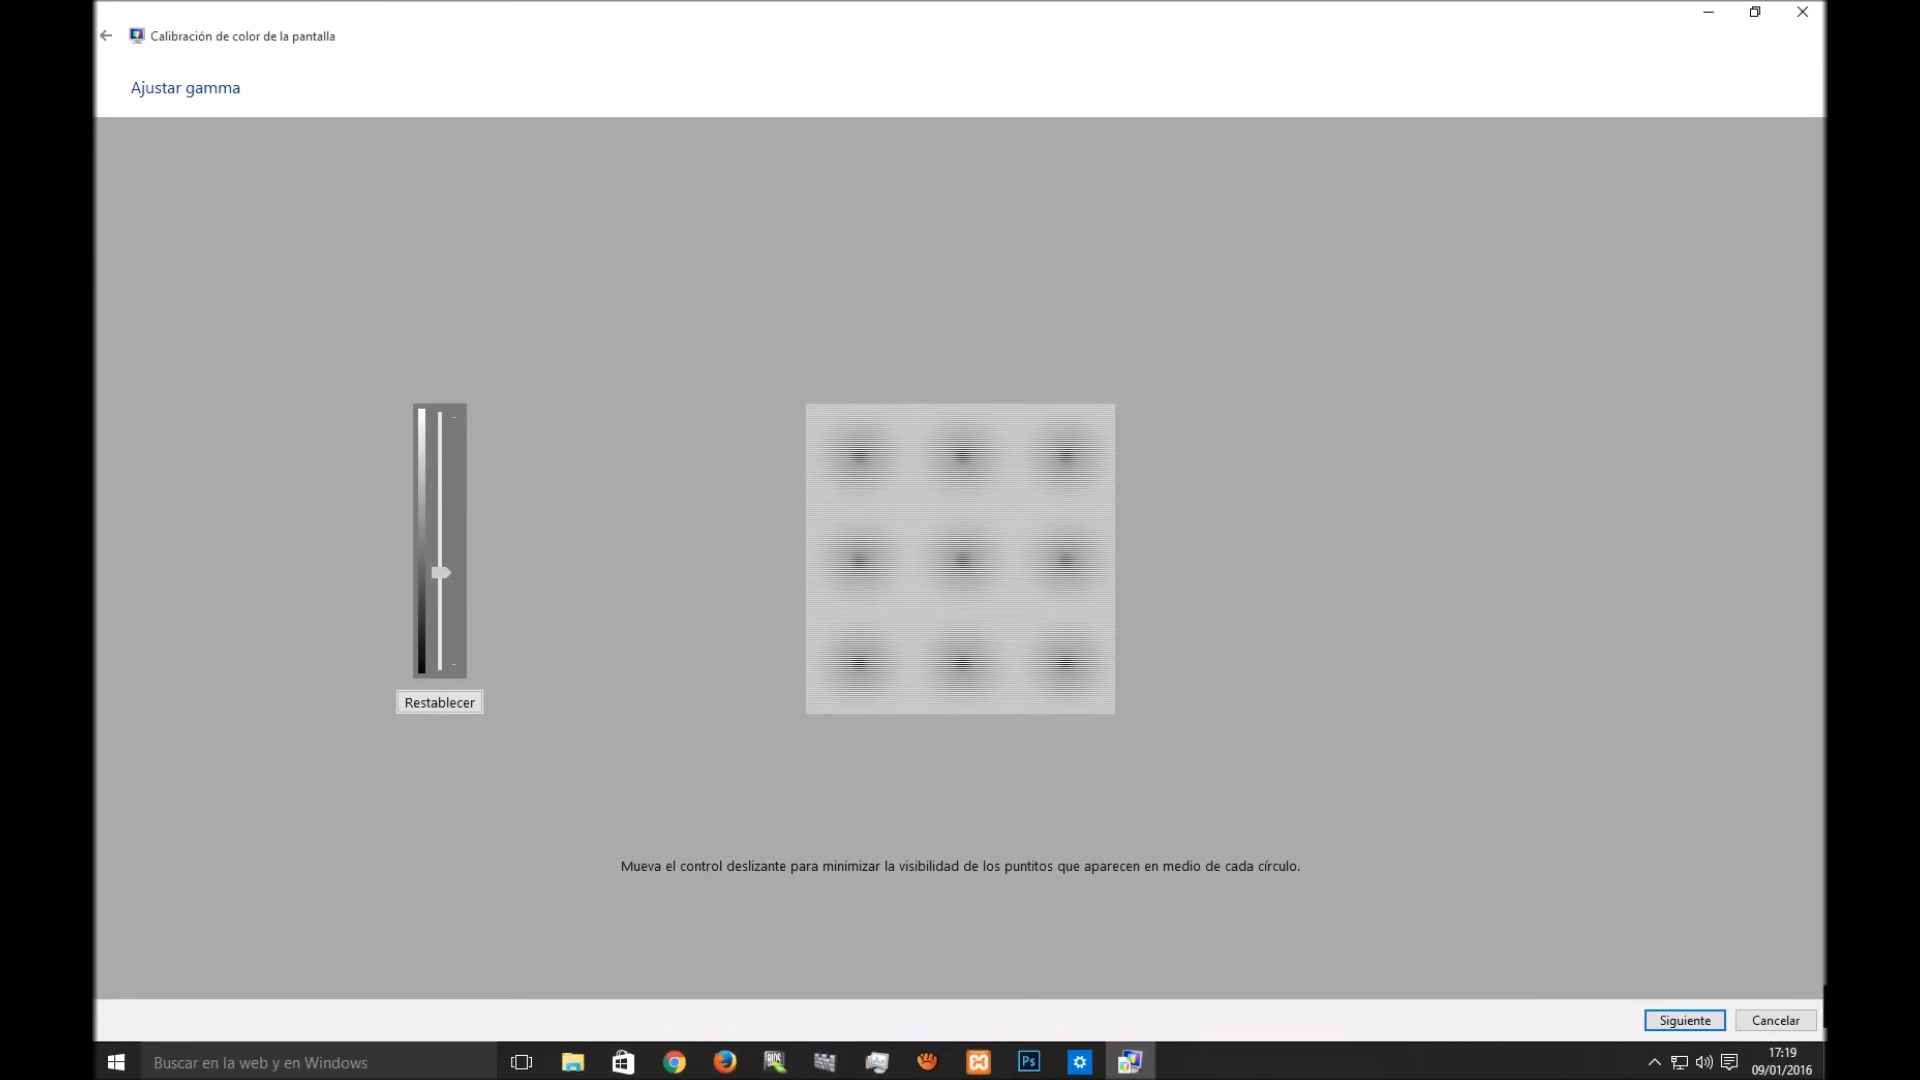 Calibración de color de la pantalla
Ajustar gamma
Restablecer
Mueva el control deslizante para minimizar la visibilidad de los puntitos que aparecen en medio de cada círculo.
Siguiente
Cancelar
Buscar en la web y en Windows
Ps
17:19
09/01/2016